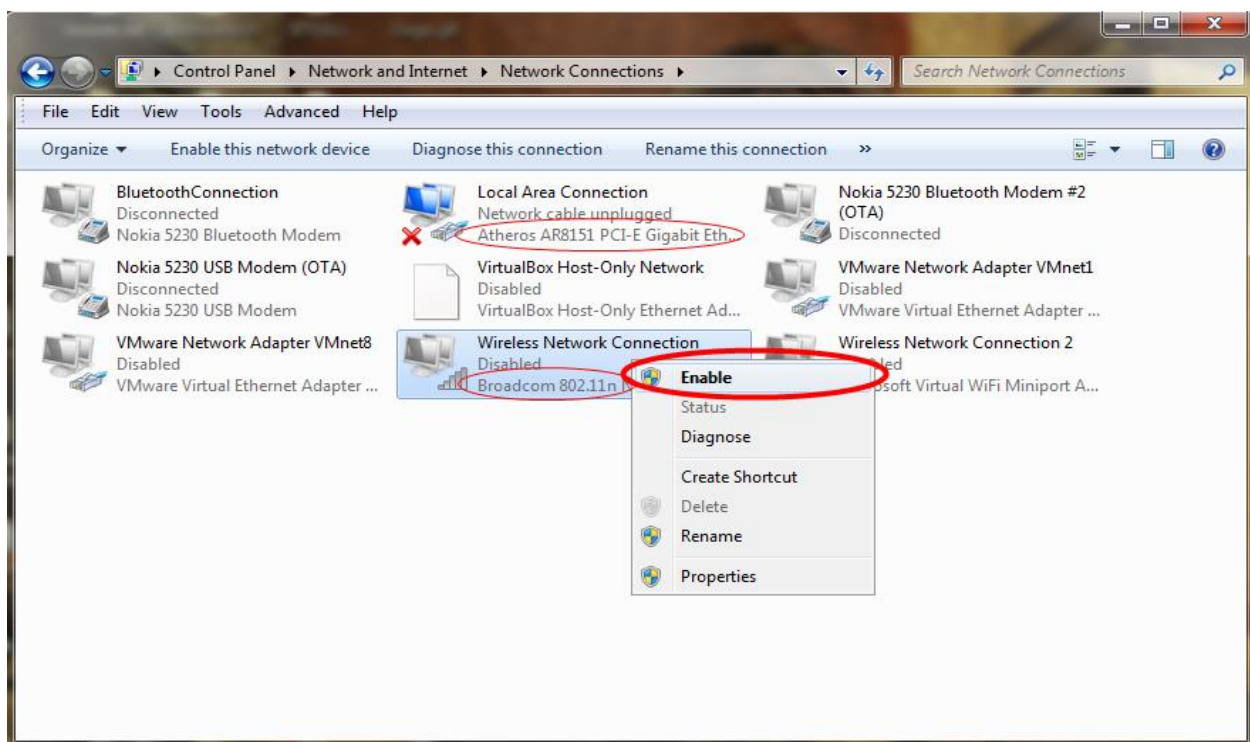 Control Panel ▸ Network and Internet ▸ Network Connections ▸
Search Network Connections
File Edit View Tools Advanced Help
Organize Enable this network device Diagnose this connection Rename this connection »
BluetoothConnection
Disconnected
Nokia 5230 Bluetooth Modem
Local Area Connection
Network cable unplugged
Atheros AR8151 PCI-E Gigabit Eth...
Nokia 5230 Bluetooth Modem #2
(OTA)
Disconnected
Nokia 5230 USB Modem (OTA)
Disconnected
Nokia 5230 USB Modem
VirtualBox Host-Only Network
Disabled
VirtualBox Host-Only Ethernet Ad...
VMware Network Adapter VMnet1
Disabled
VMware Virtual Ethernet Adapter ...
VMware Network Adapter VMnet8
Disabled
VMware Virtual Ethernet Adapter ...
Wireless Network Connection
Disabled
Broadcom 802.11n
Wireless Network Connection 2
Virtual WiFi Miniport A...
Enable
Status
Diagnose
Create Shortcut
Delete
Rename
Properties